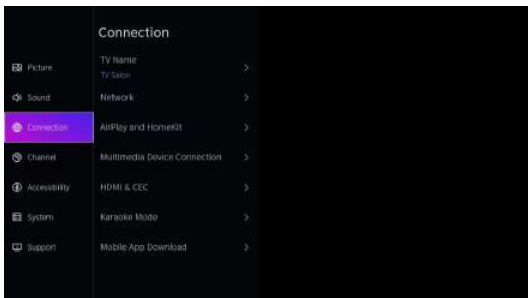 Connection
TV Name
TV Salon
Network
AirPlay and HomeKit
Multimedia Device Connection
HDMI & CEC
Karaoke Mode
Mobile App Download
Picture
Sound
Connection
Channel
Accessibility
System
Support